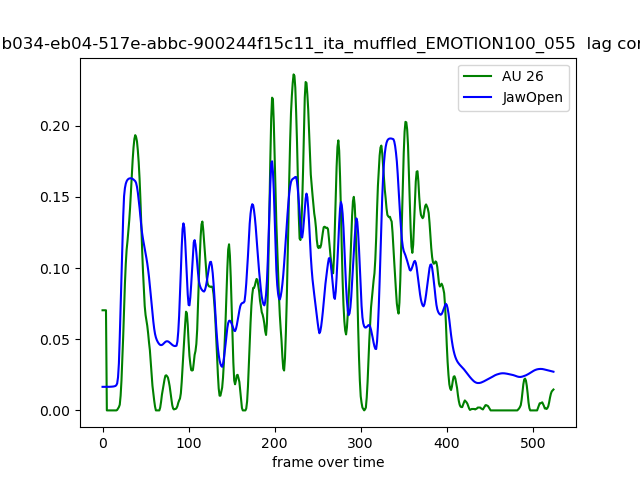 b034-eb04-517e-abbc-900244f15c11_ita_muffled_EMOTION100_055 lag
AU 26
JawOpen
0.20
0.15
0.10
0.05
0.00
0 100 200 300 400 500
frame over time